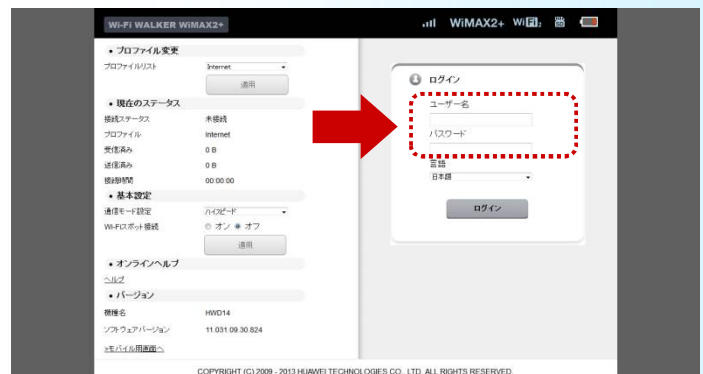 Wi-Fi WALKER WiMAX2+
WiMAX2+ WiFi
• プロファイル変更
プロファイルリスト Internet
適用
• 現在のステータス
接続ステータス 未接続
プロファイル Internet
受信済み 0 B
送信済み 0 B
接続時間 00:00:00
• 基本設定
通信モード設定 ハイスピード
Wi-Fiスポット接続 オン オフ
適用
• オンラインヘルプ
ヘルプ
• バージョン
機種名 HWD14
ソフトウェアバージョン 11.031.09.30.824
>モバイル用画面へ
ログイン
ユーザー名
パスワード
言語
日本語
ログイン
COPYRIGHT (C) 2009 - 2013 HUAWEI TECHNOLOGIES CO., LTD. ALL RIGHTS RESERVED.